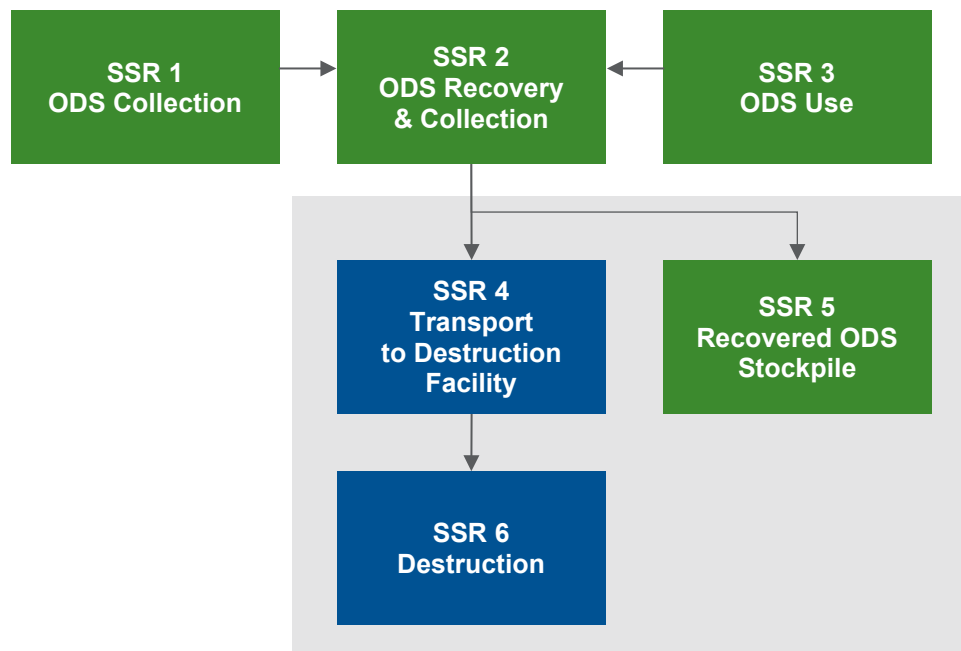 SSR 1
ODS Collection
SSR 2
ODS Recovery
& Collection
SSR 3
ODS Use
SSR 4
Transport
to Destruction
Facility
SSR 5
Recovered ODS
Stockpile
SSR 6
Destruction